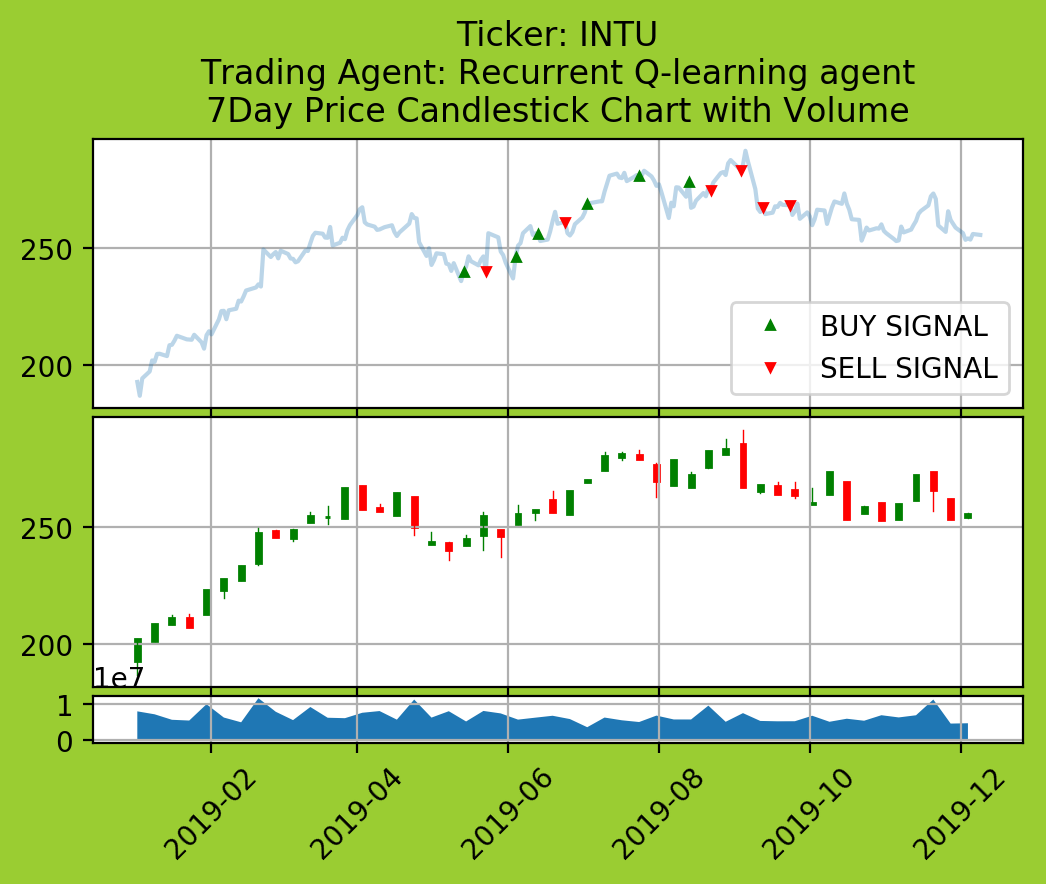 Ticker: INTU
Trading Agent: Recurrent Q-learning agent
7Day Price Candlestick Chart with Volume
250
200
BUY SIGNAL
SELL SIGNAL
250
200
1e7
1
0
2019-02
2019-04
2019-06
2019-08
2019-10
2019-12